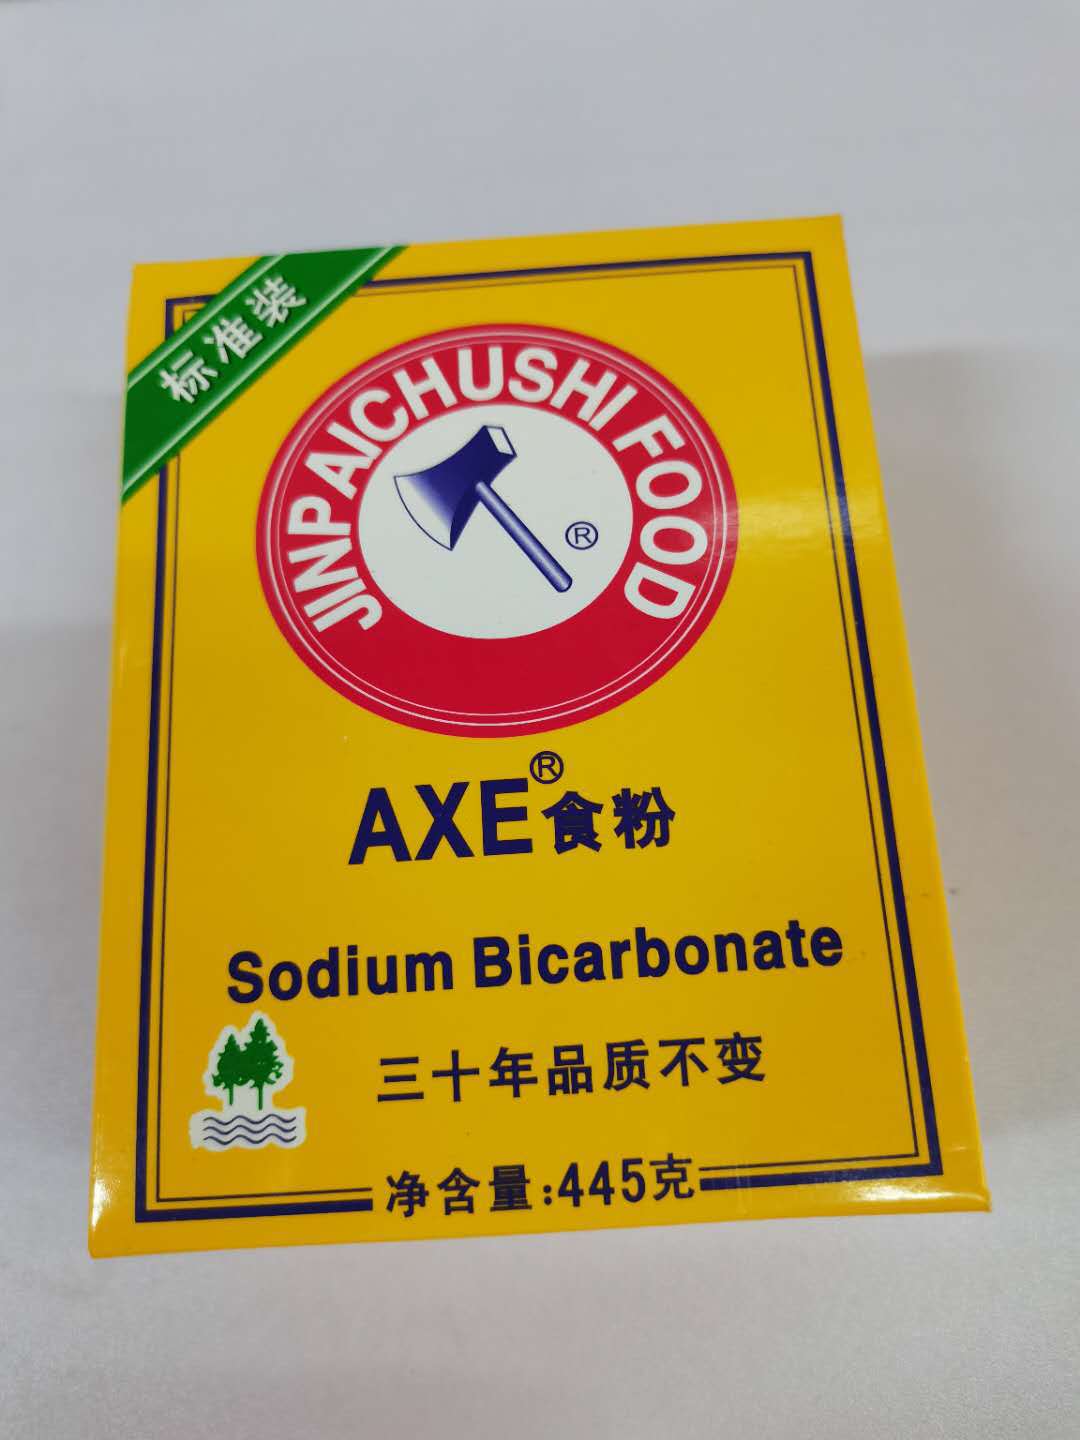 标准装
JINPAICHUSHI FOOD
®
AXE®食粉
Sodium Bicarbonate
三十年品质不变
净含量:445克